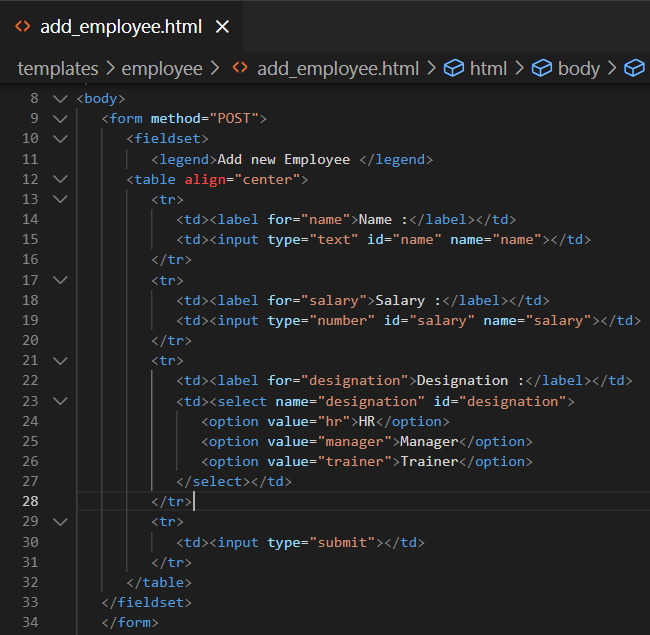 add_employee.html
templates > employee > add_employee.html > html > body >
8 <body>
9 <form method="POST">
10 <fieldset>
11 <legend>Add new Employee </legend>
12 <table align="center">
13 <tr>
14 <td><label for="name">Name :</label></td>
15 <td><input type="text" id="name" name="name"></td>
16 </tr>
17 <tr>
18 <td><label for="salary">Salary :</label></td>
19 <td><input type="number" id="salary" name="salary"></td>
20 </tr>
21 <tr>
22 <td><label for="designation">Designation :</label></td>
23 <td><select name="designation" id="designation">
24 <option value="hr">HR</option>
25 <option value="manager">Manager</option>
26 <option value="trainer">Trainer</option>
27 </select></td>
28 </tr>
29 <tr>
30 <td><input type="submit"></td>
31 </tr>
32 </table>
33 </fieldset>
34 </form>